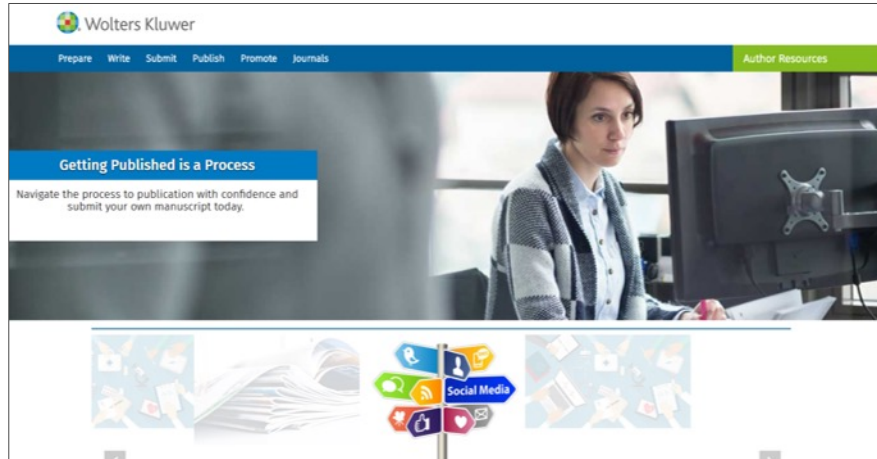 Wolters Kluwer
Prepare Write Submit Publish Promote Journals Author Resources
Getting Published is a Process
Navigate the process to publication with confidence and
submit your own manuscript today.
Social Media